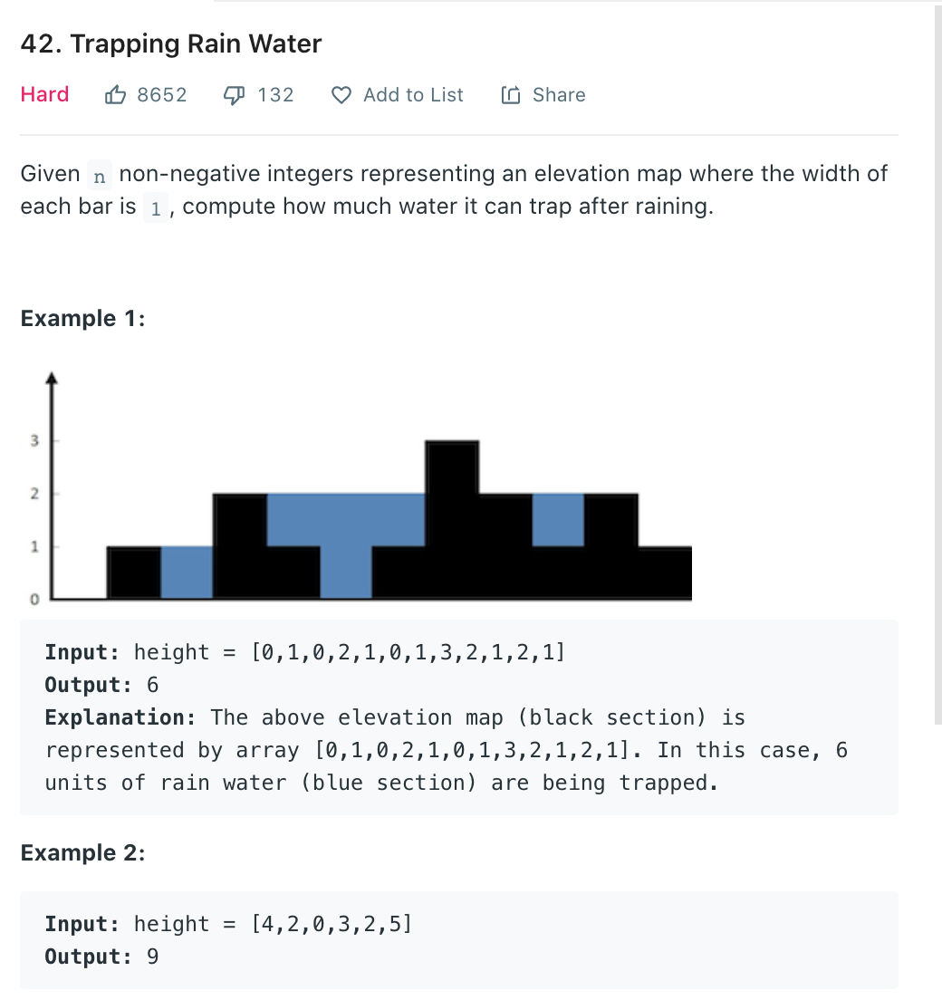 42. Trapping Rain Water
Hard 8652 132 Add to List Share
Given n non-negative integers representing an elevation map where the width of
each bar is 1, compute how much water it can trap after raining.
Example 1:
3
2
1
0
Input: height = [0,1,0,2,1,0,1,3,2,1,2,1]
Output: 6
Explanation: The above elevation map (black section) is
represented by array [0,1,0,2,1,0,1,3,2,1,2,1]. In this case, 6
units of rain water (blue section) are being trapped.
Example 2:
Input: height = [4,2,0,3,2,5]
Output: 9